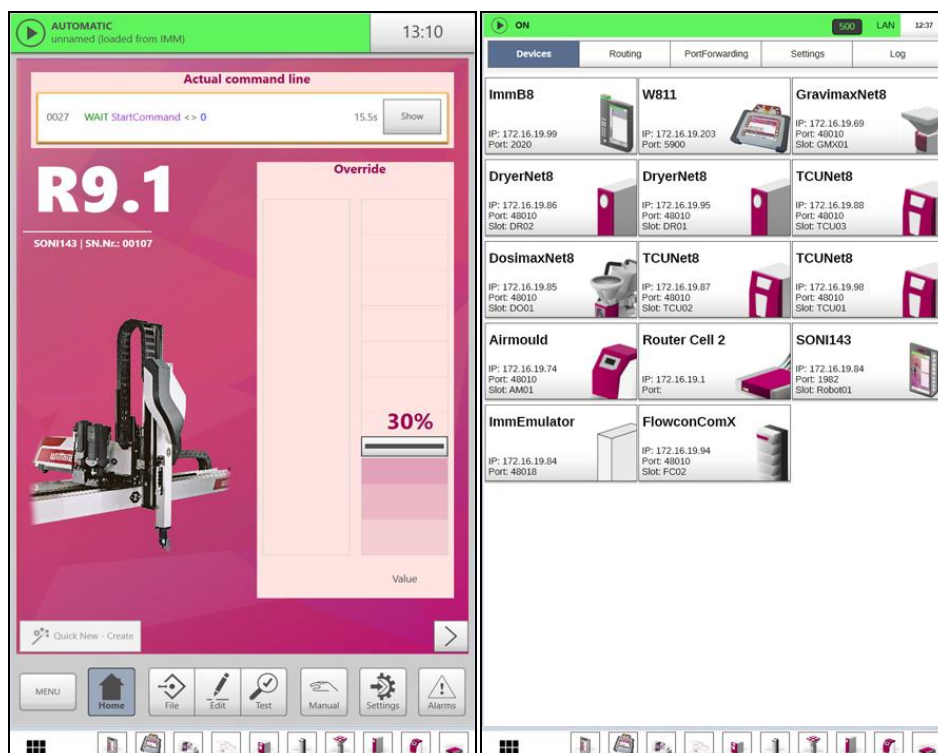 AUTOMATIC
unnamed (loaded from IMM)
13:10
Actual command line
0027 WAIT StartCommand <> 0 15.5s Show
R9.1
SONI143 | SN.Nr.: 00107
Override
30%
Value
Quick New - Create
MENU
Home
File
Edit
Test
Manual
Settings
Alarms
ON
500
LAN
12:37
Devices
Routing
PortForwarding
Settings
Log
ImmB8
IP: 172.16.19.99
Port: 2020
W811
IP: 172.16.19.203
Port: 5900
GravimaxNet8
IP: 172.16.19.69
Port: 48010
Slot: GMX01
DryerNet8
IP: 172.16.19.86
Port: 48010
Slot: DR02
DryerNet8
IP: 172.16.19.95
Port: 48010
Slot: DR01
TCUNet8
IP: 172.16.19.88
Port: 48010
Slot: TCU03
DosimaxNet8
IP: 172.16.19.85
Port: 48010
Slot: DO01
TCUNet8
IP: 172.16.19.87
Port: 48010
Slot: TCU02
TCUNet8
IP: 172.16.19.98
Port: 48010
Slot: TCU01
Airmould
IP: 172.16.19.74
Port: 48010
Slot: AM01
Router Cell 2
IP: 172.16.19.1
Port:
SONI143
IP: 172.16.19.84
Port: 1982
Slot: Robot01
ImmEmulator
IP: 172.16.19.84
Port: 48018
FlowconComX
IP: 172.16.19.94
Port: 48010
Slot: FC02